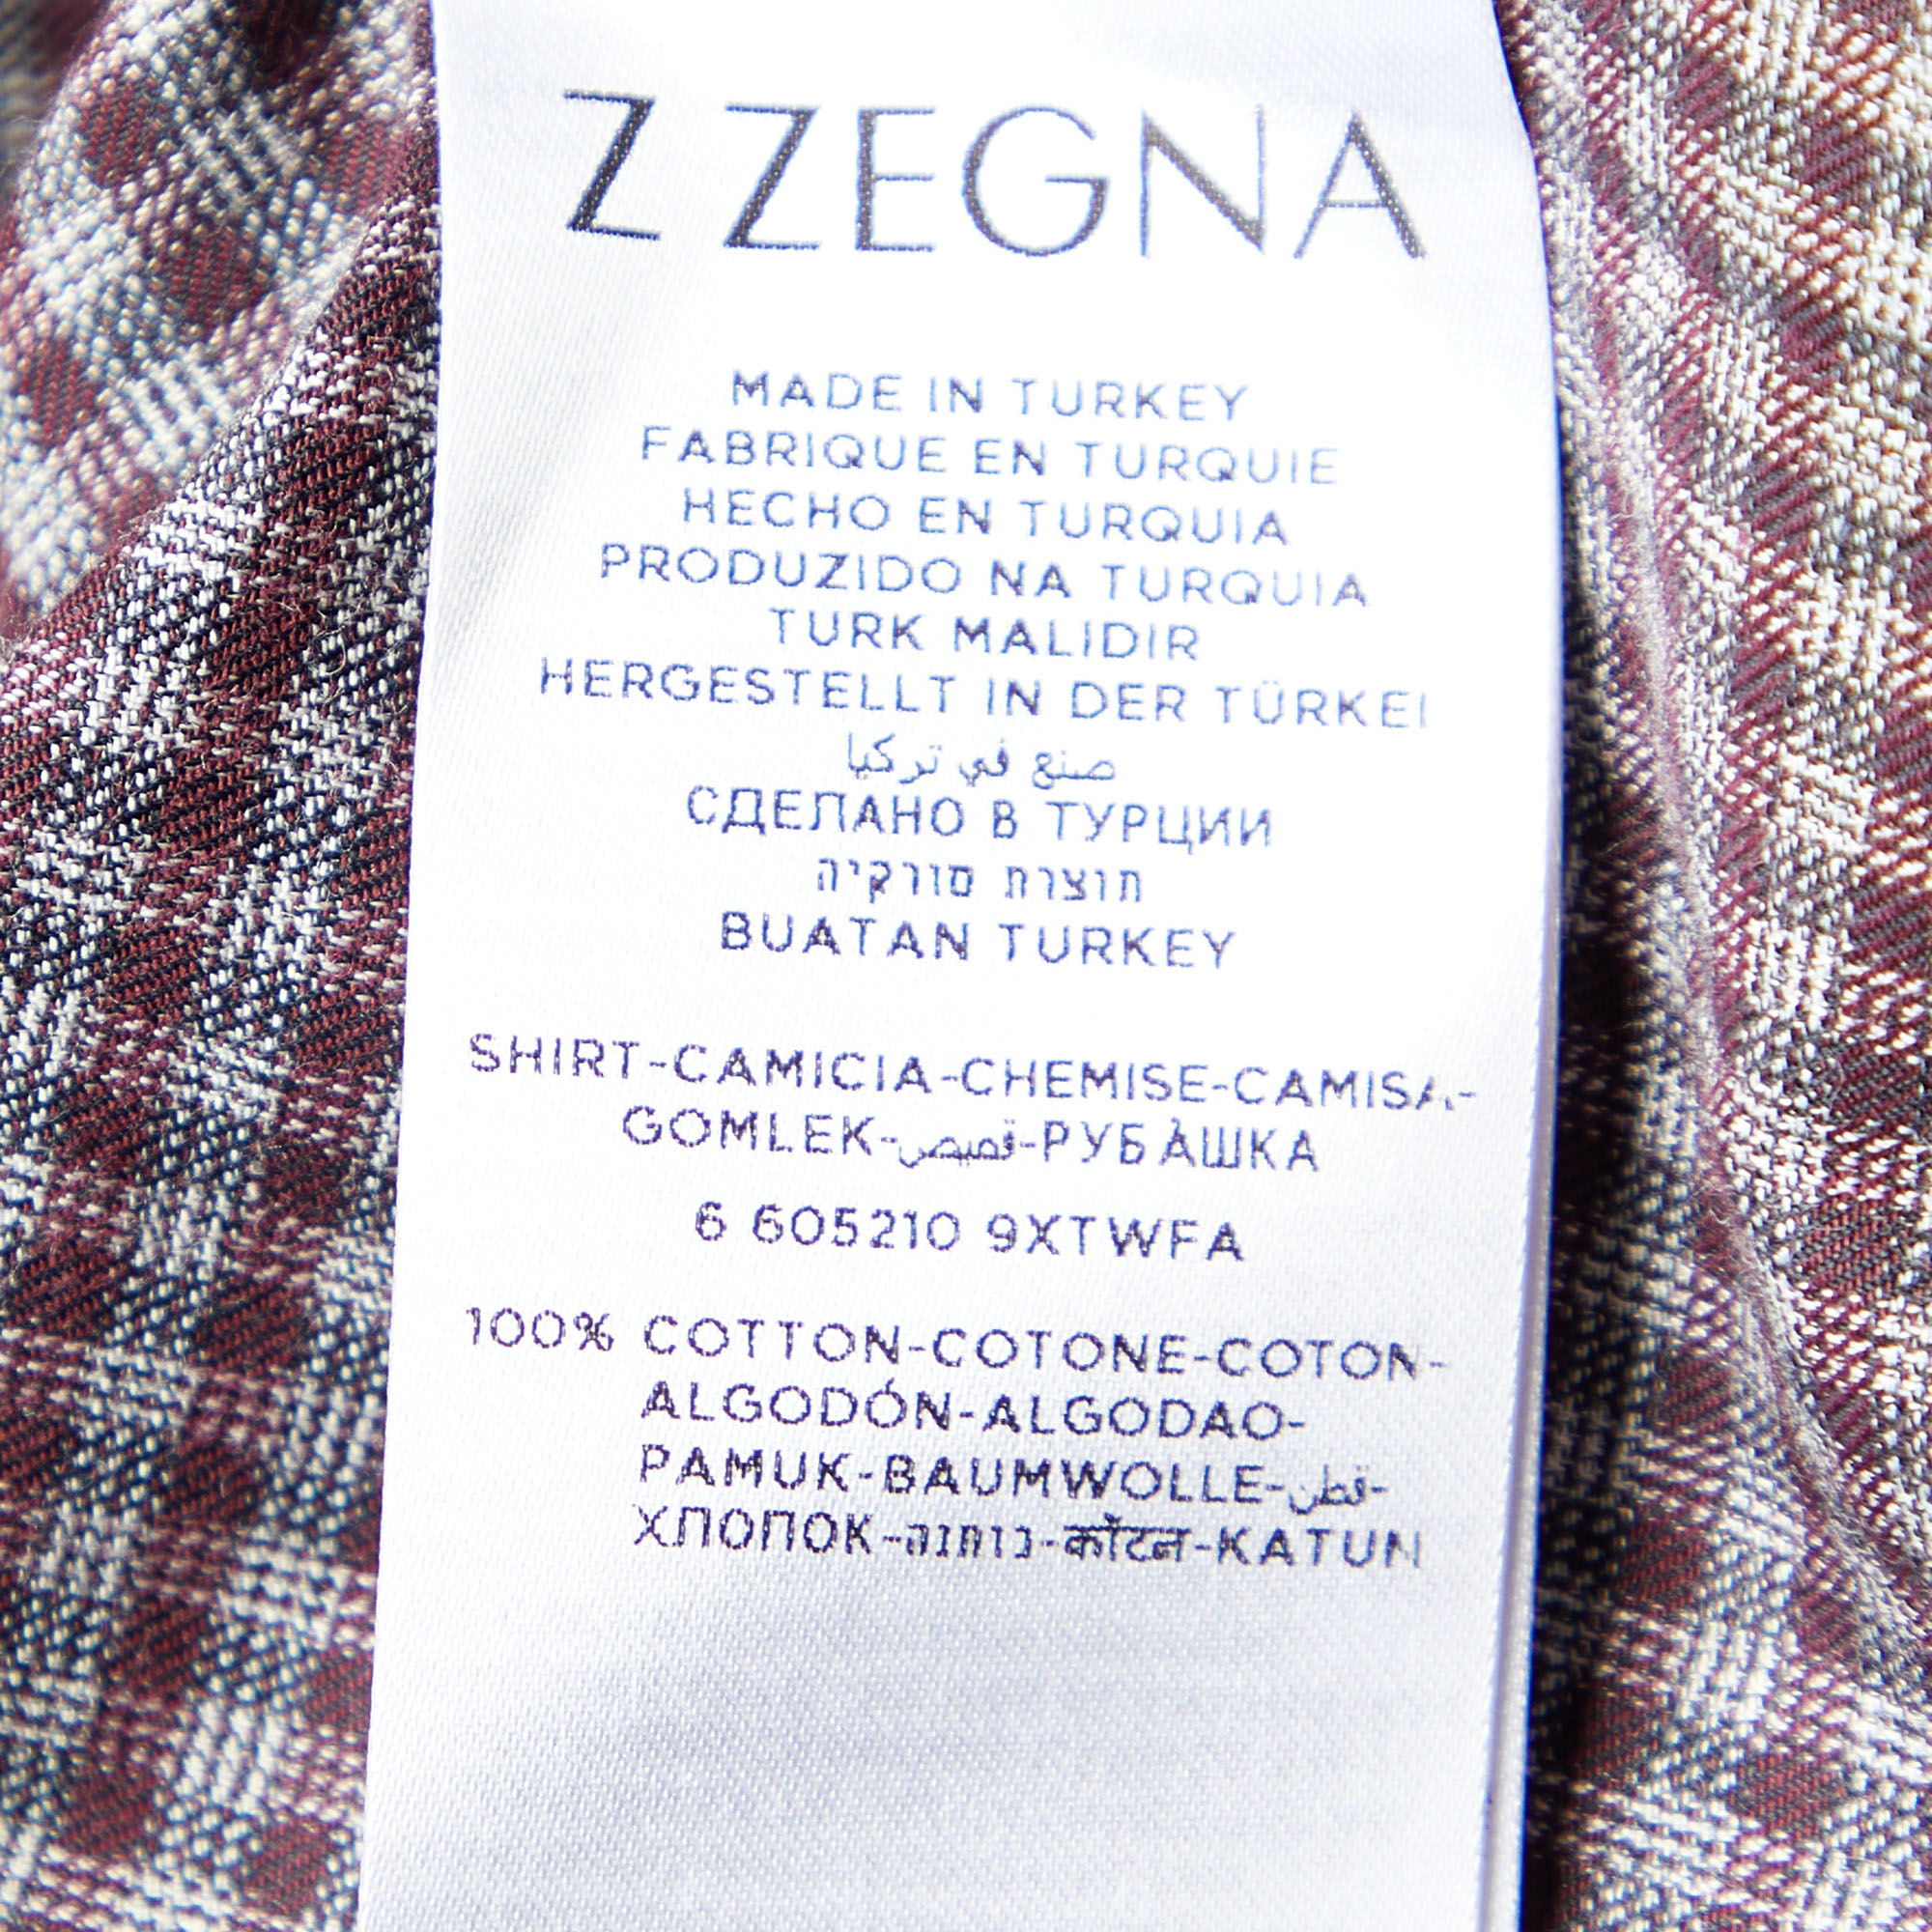 Z ZEGNA
MADE IN TURKEY
FABRIQUE EN TURQUIE
HECHO EN TURQUIA
PRODUZIDO NA TURQUIA
TURK MALIDIR
HERGESTELLT IN DER TÜRKEI
صنع في تركيا
СДЕЛАНО В ТУРЦИИ
תוצרת טורקיה
BUATAN TURKEY
SHIRT-CAMICIA-CHEMISE-CAMISA-
GOMLEK-قميص-РУБАШКА
6 605210 9XTWFA
100% COTTON-COTONE-COTON-
ALGODÓN-ALGODAO-
PAMUK-BAUMWOLLE-قطن-
ХЛОПОК-כותנה-कॉटन-KATUN